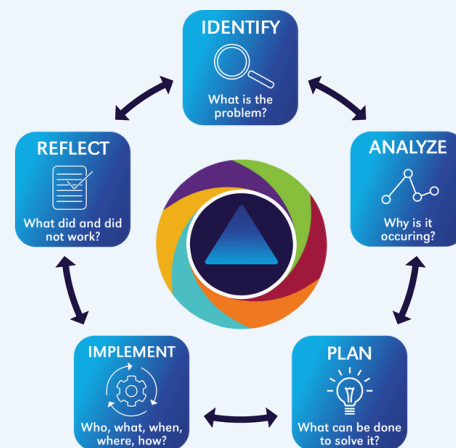 IDENTIFY
What is the
problem?
ANALYZE
Why is it
occuring?
PLAN
What can be done
to solve it?
IMPLEMENT
Who, what, when,
where, how?
REFLECT
What did and did
not work?